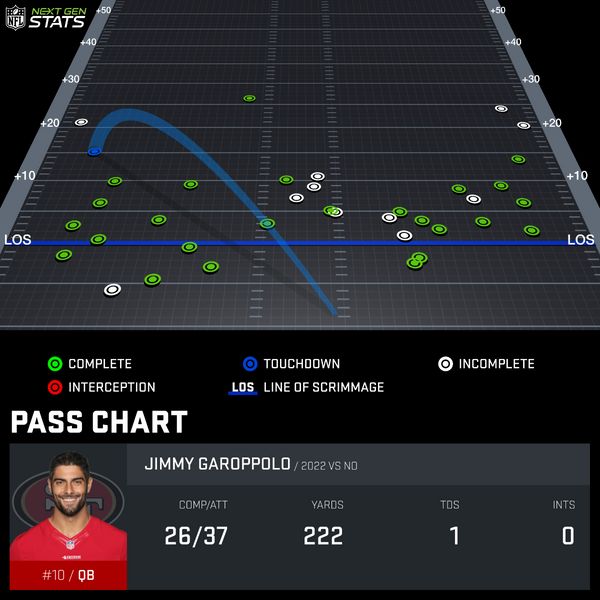 NFL NEXT GEN
STATS
+50 +50
+30 +30
+20 +20
+10 +10
LOS LOS
COMPLETE TOUCHDOWN INCOMPLETE
INTERCEPTION LOS LINE OF SCRIMMAGE
PASS CHART
JIMMY GAROPPOLO / 2022 VS NO
COMP/ATT YARDS TDS INTS
26/37 222 1 0
#10 / QB